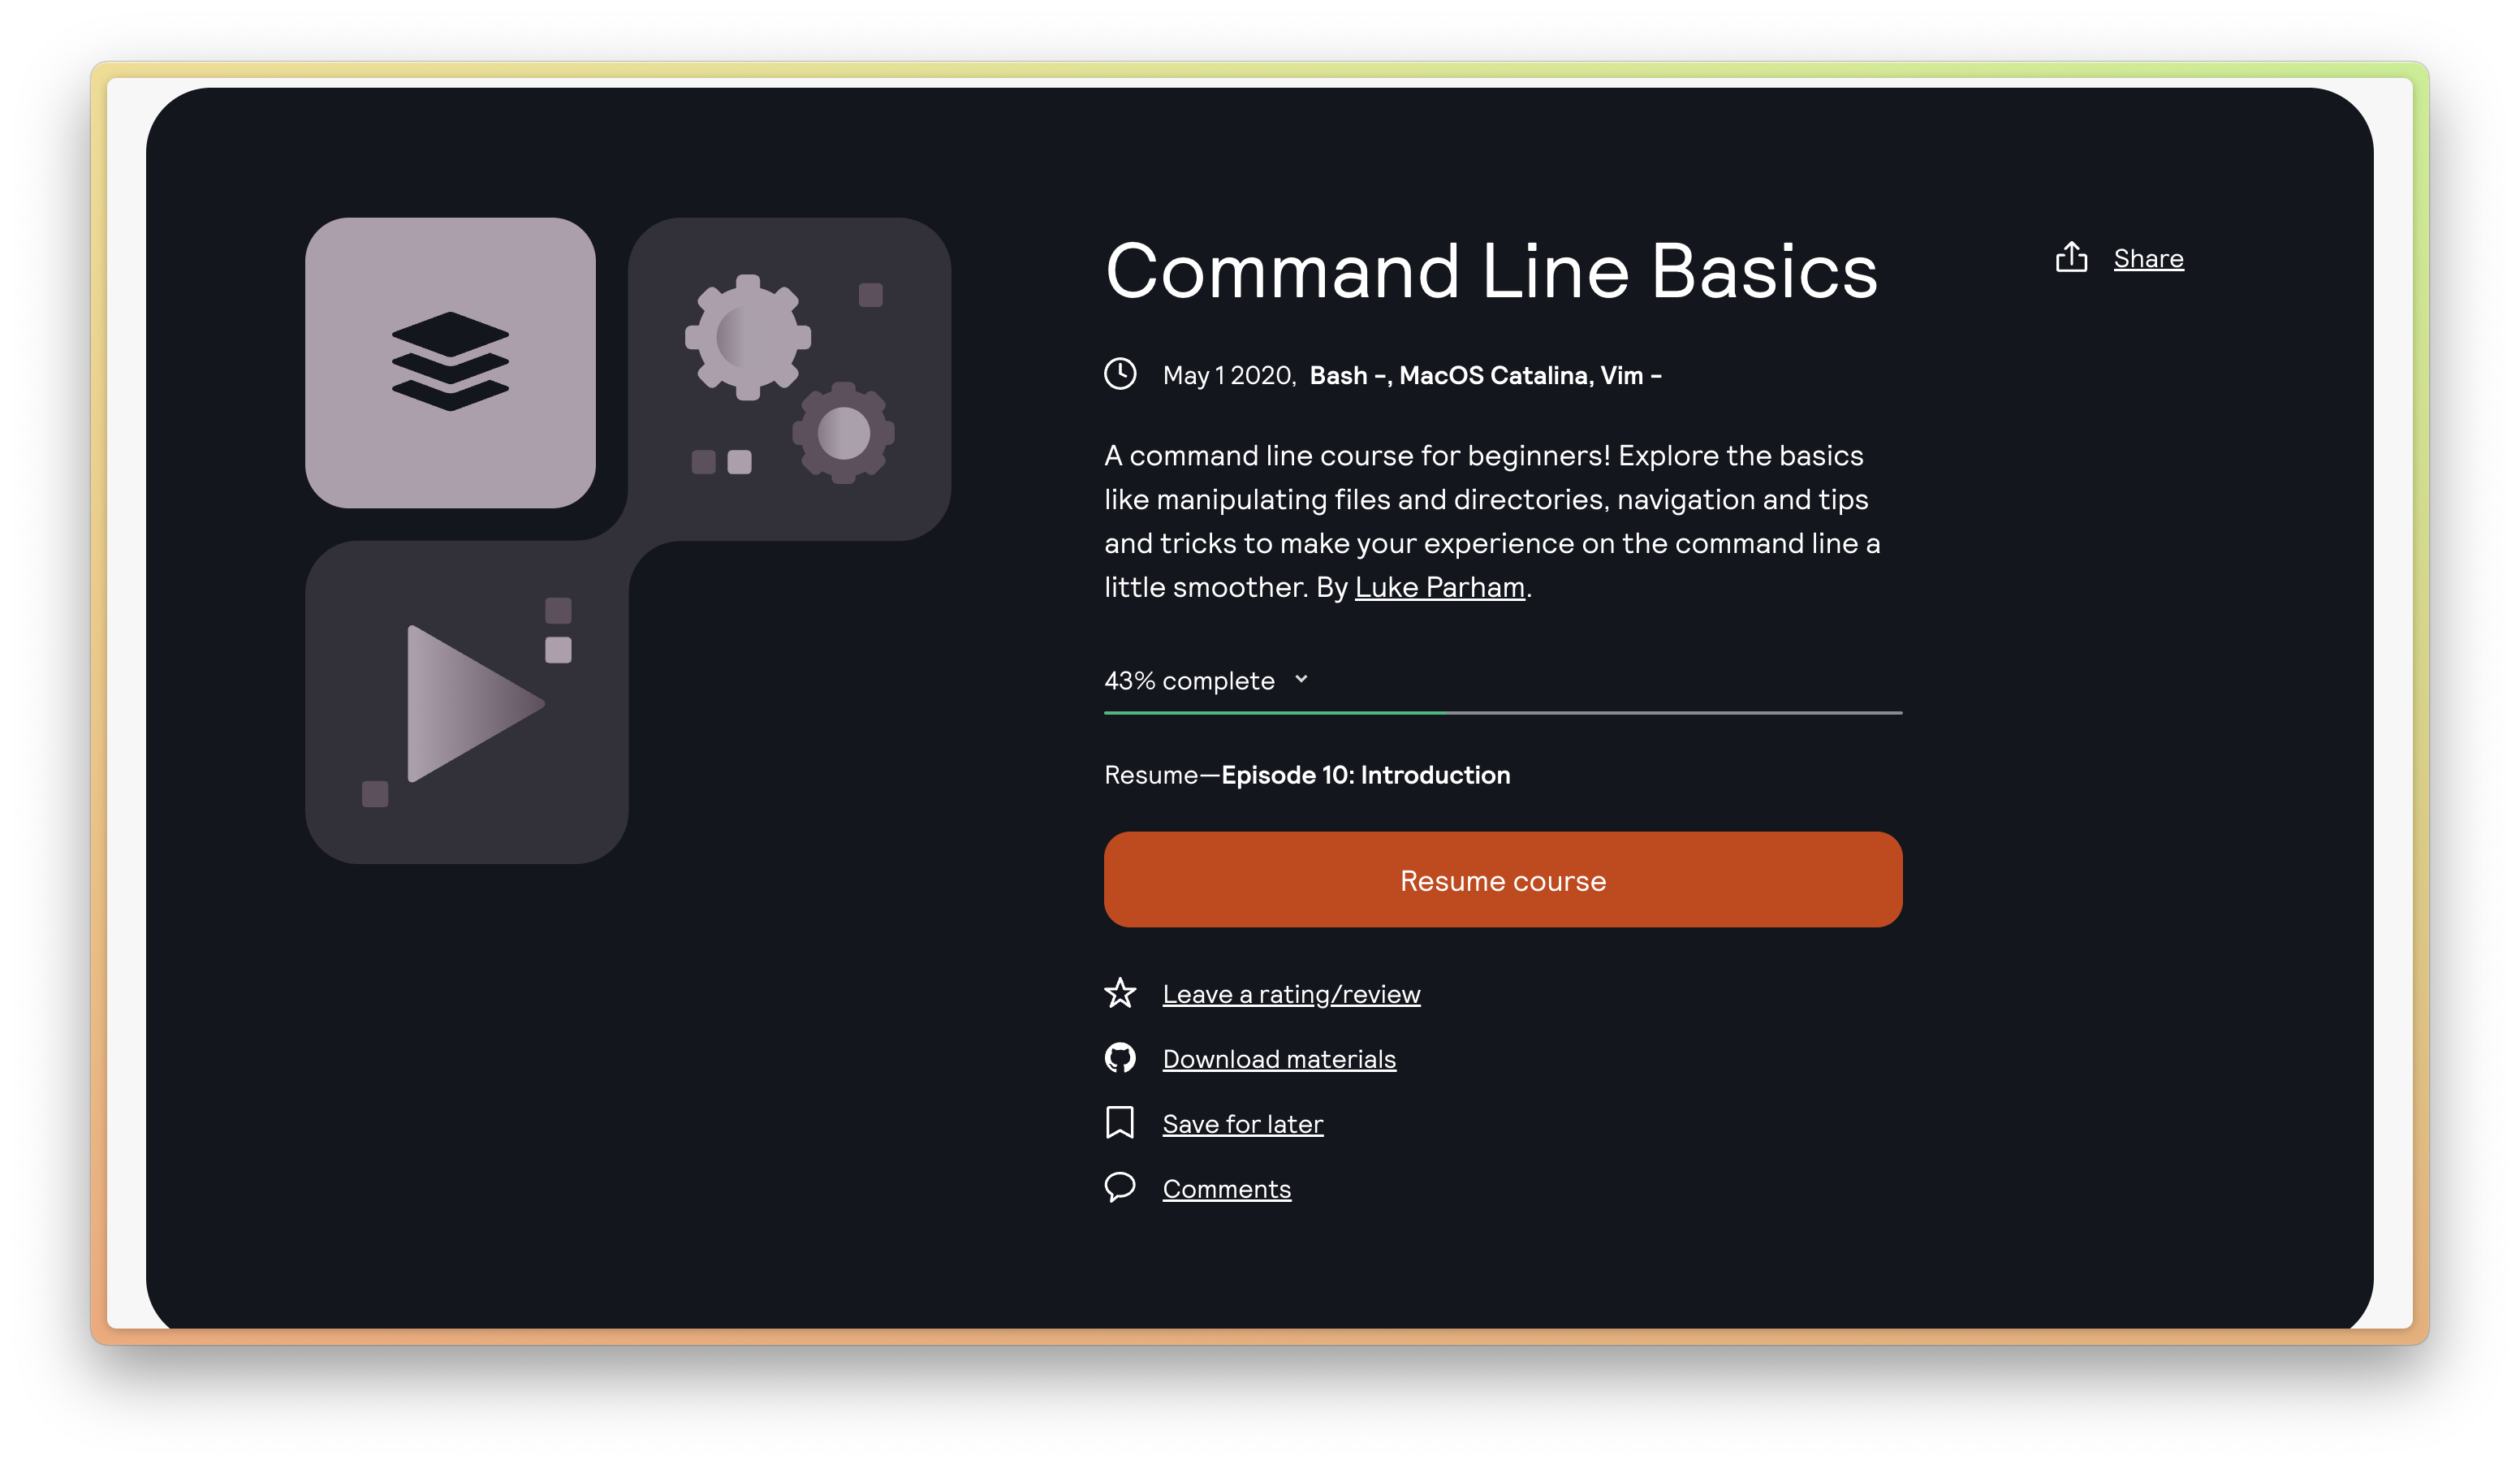 Command Line Basics
Share
May 1 2020, Bash –, MacOS Catalina, Vim –
A command line course for beginners! Explore the basics
like manipulating files and directories, navigation and tips
and tricks to make your experience on the command line a
little smoother. By Luke Parham.
43% complete
Resume—Episode 10: Introduction
Resume course
Leave a rating/review
Download materials
Save for later
Comments